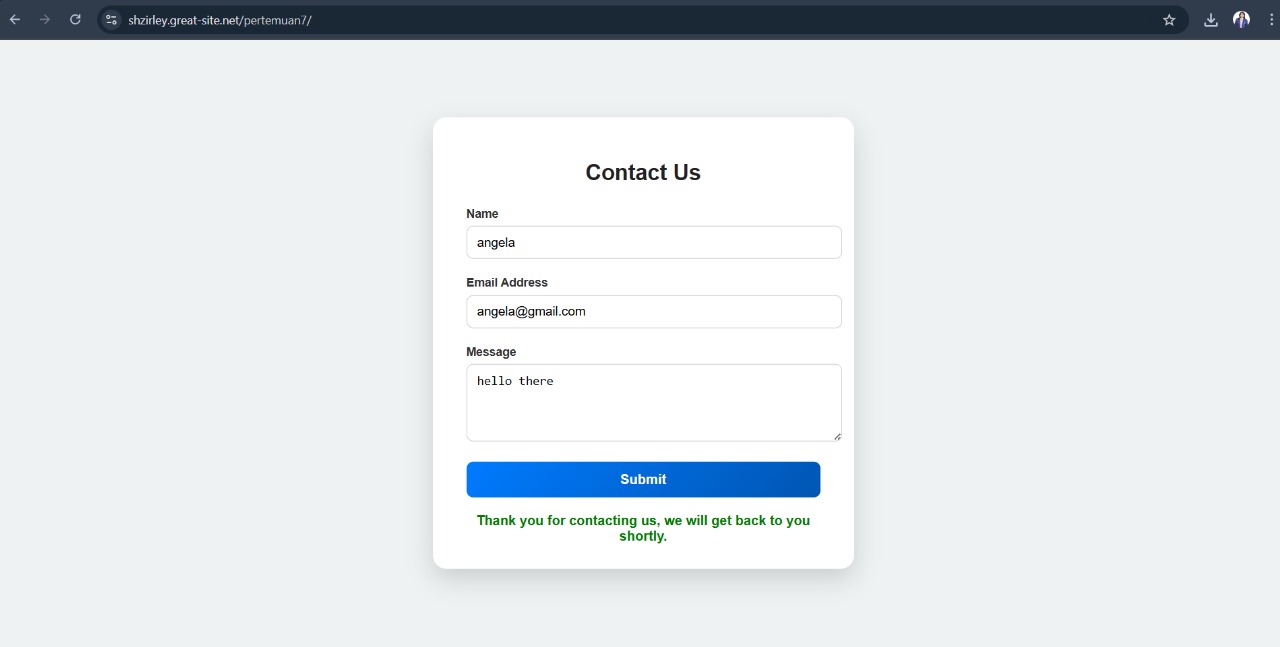 shzirley.great-site.net/pertemuan7/
Contact Us
Name
angela
Email Address
angela@gmail.com
Message
hello there
Submit
Thank you for contacting us, we will get back to you
shortly.